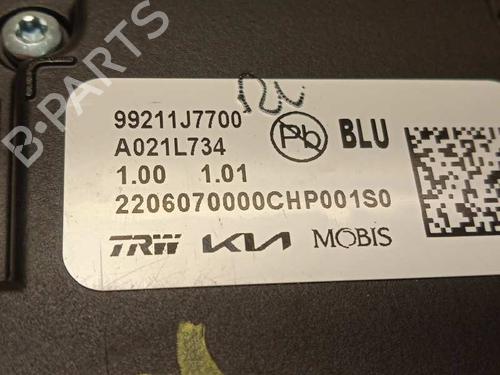 B-PARTS
99211J7700
Pb
BLU
A021L734
1.00 1.01
2206070000CHP001S0
TRW KIA MOBIS